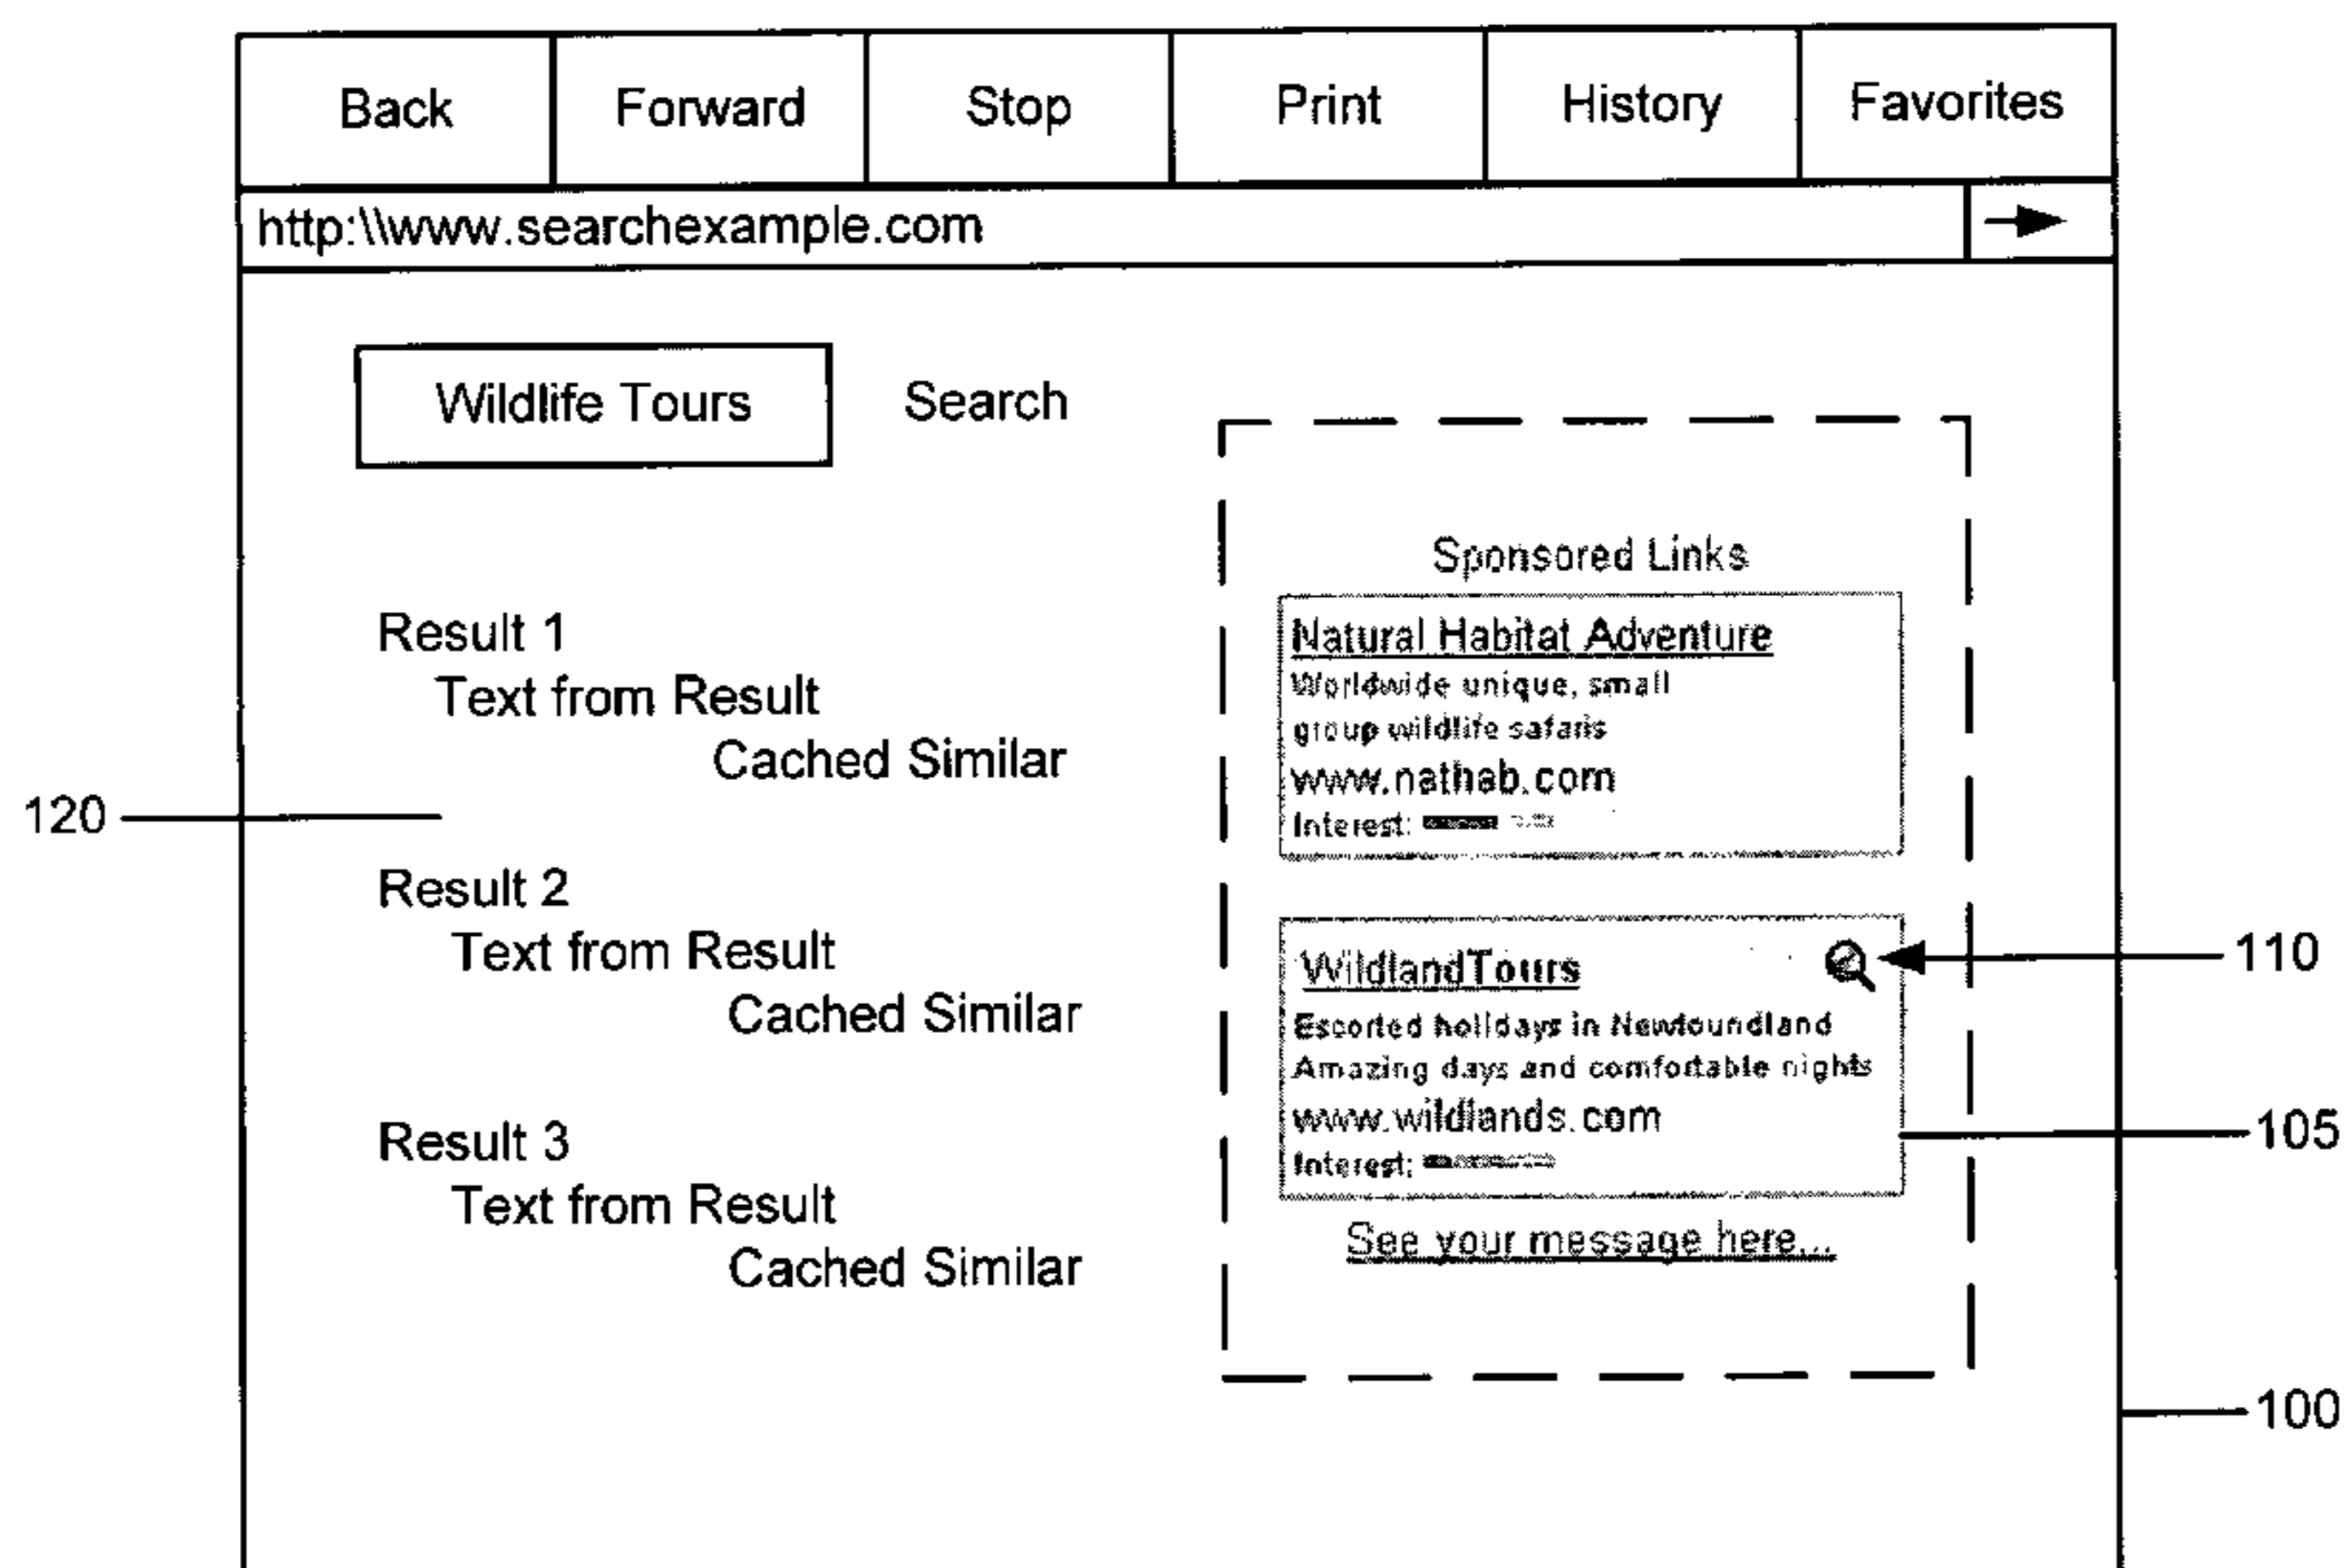 Back Forward Stop Print History Favorites
http:\\www.searchexample.com
Wildlife Tours Search
Result 1
Text from Result
Cached Similar
Result 2
Text from Result
Cached Similar
Result 3
Text from Result
Cached Similar
Sponsored Links
Natural Habitat Adventure
Worldwide unique, small
group wildlife safaris
www.nathab.com
Interest:
WildlandTours
Escorted holidays in Newfoundland
Amazing days and comfortable nights
www.wildlands.com
Interest:
See your message here...
120
110
105
100